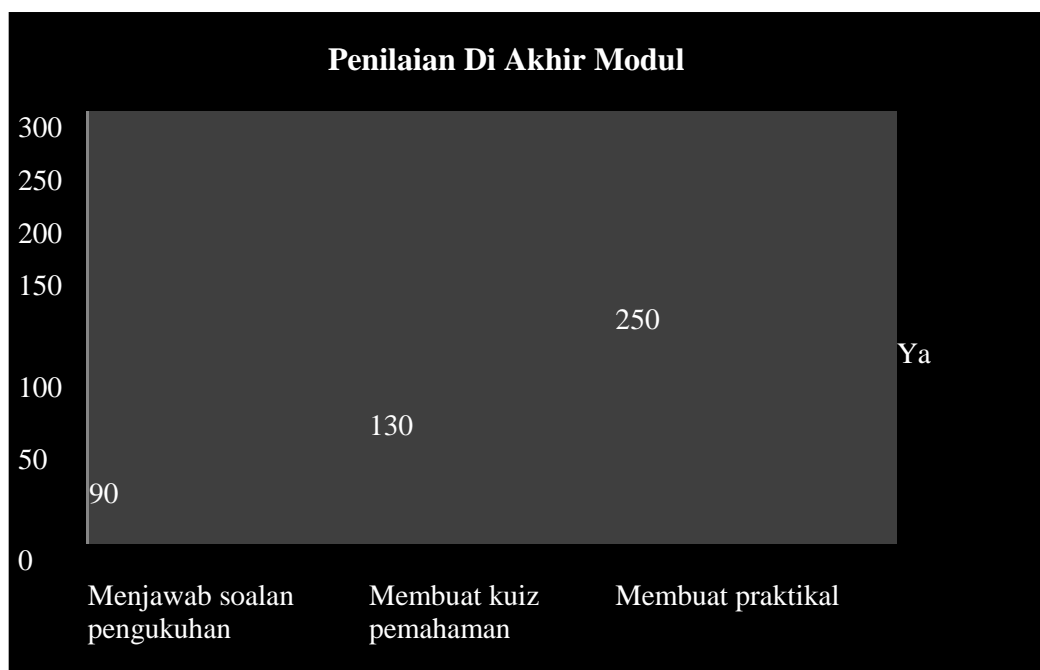 Penilaian Di Akhir Modul
300
250
200
150
250
Ya
100
130
50
90
0
Menjawab soalan
pengukuhan
Membuat kuiz
pemahaman
Membuat praktikal